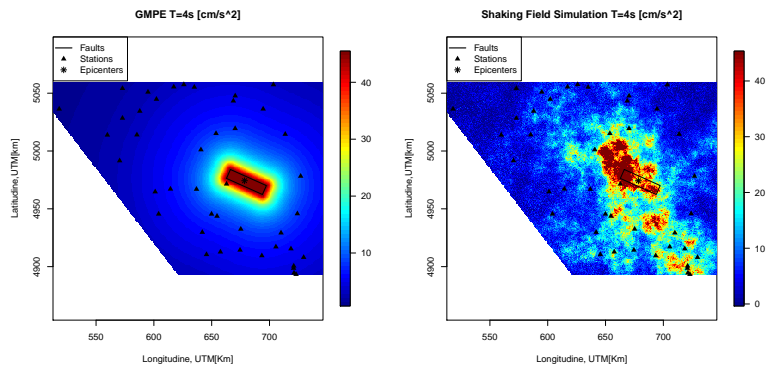 GMPE T=4s [cm/s^2]
Faults
Stations
Epicenters
Latitudine, UTM[km]
5050
5000
4950
4900
550
600
650
700
Longitudine, UTM[Km]
40
30
20
10
Shaking Field Simulation T=4s [cm/s^2]
Faults
Stations
Epicenters
Latitudine, UTM[km]
5050
5000
4950
4900
550
600
650
700
Longitudine, UTM[Km]
40
30
20
10
0